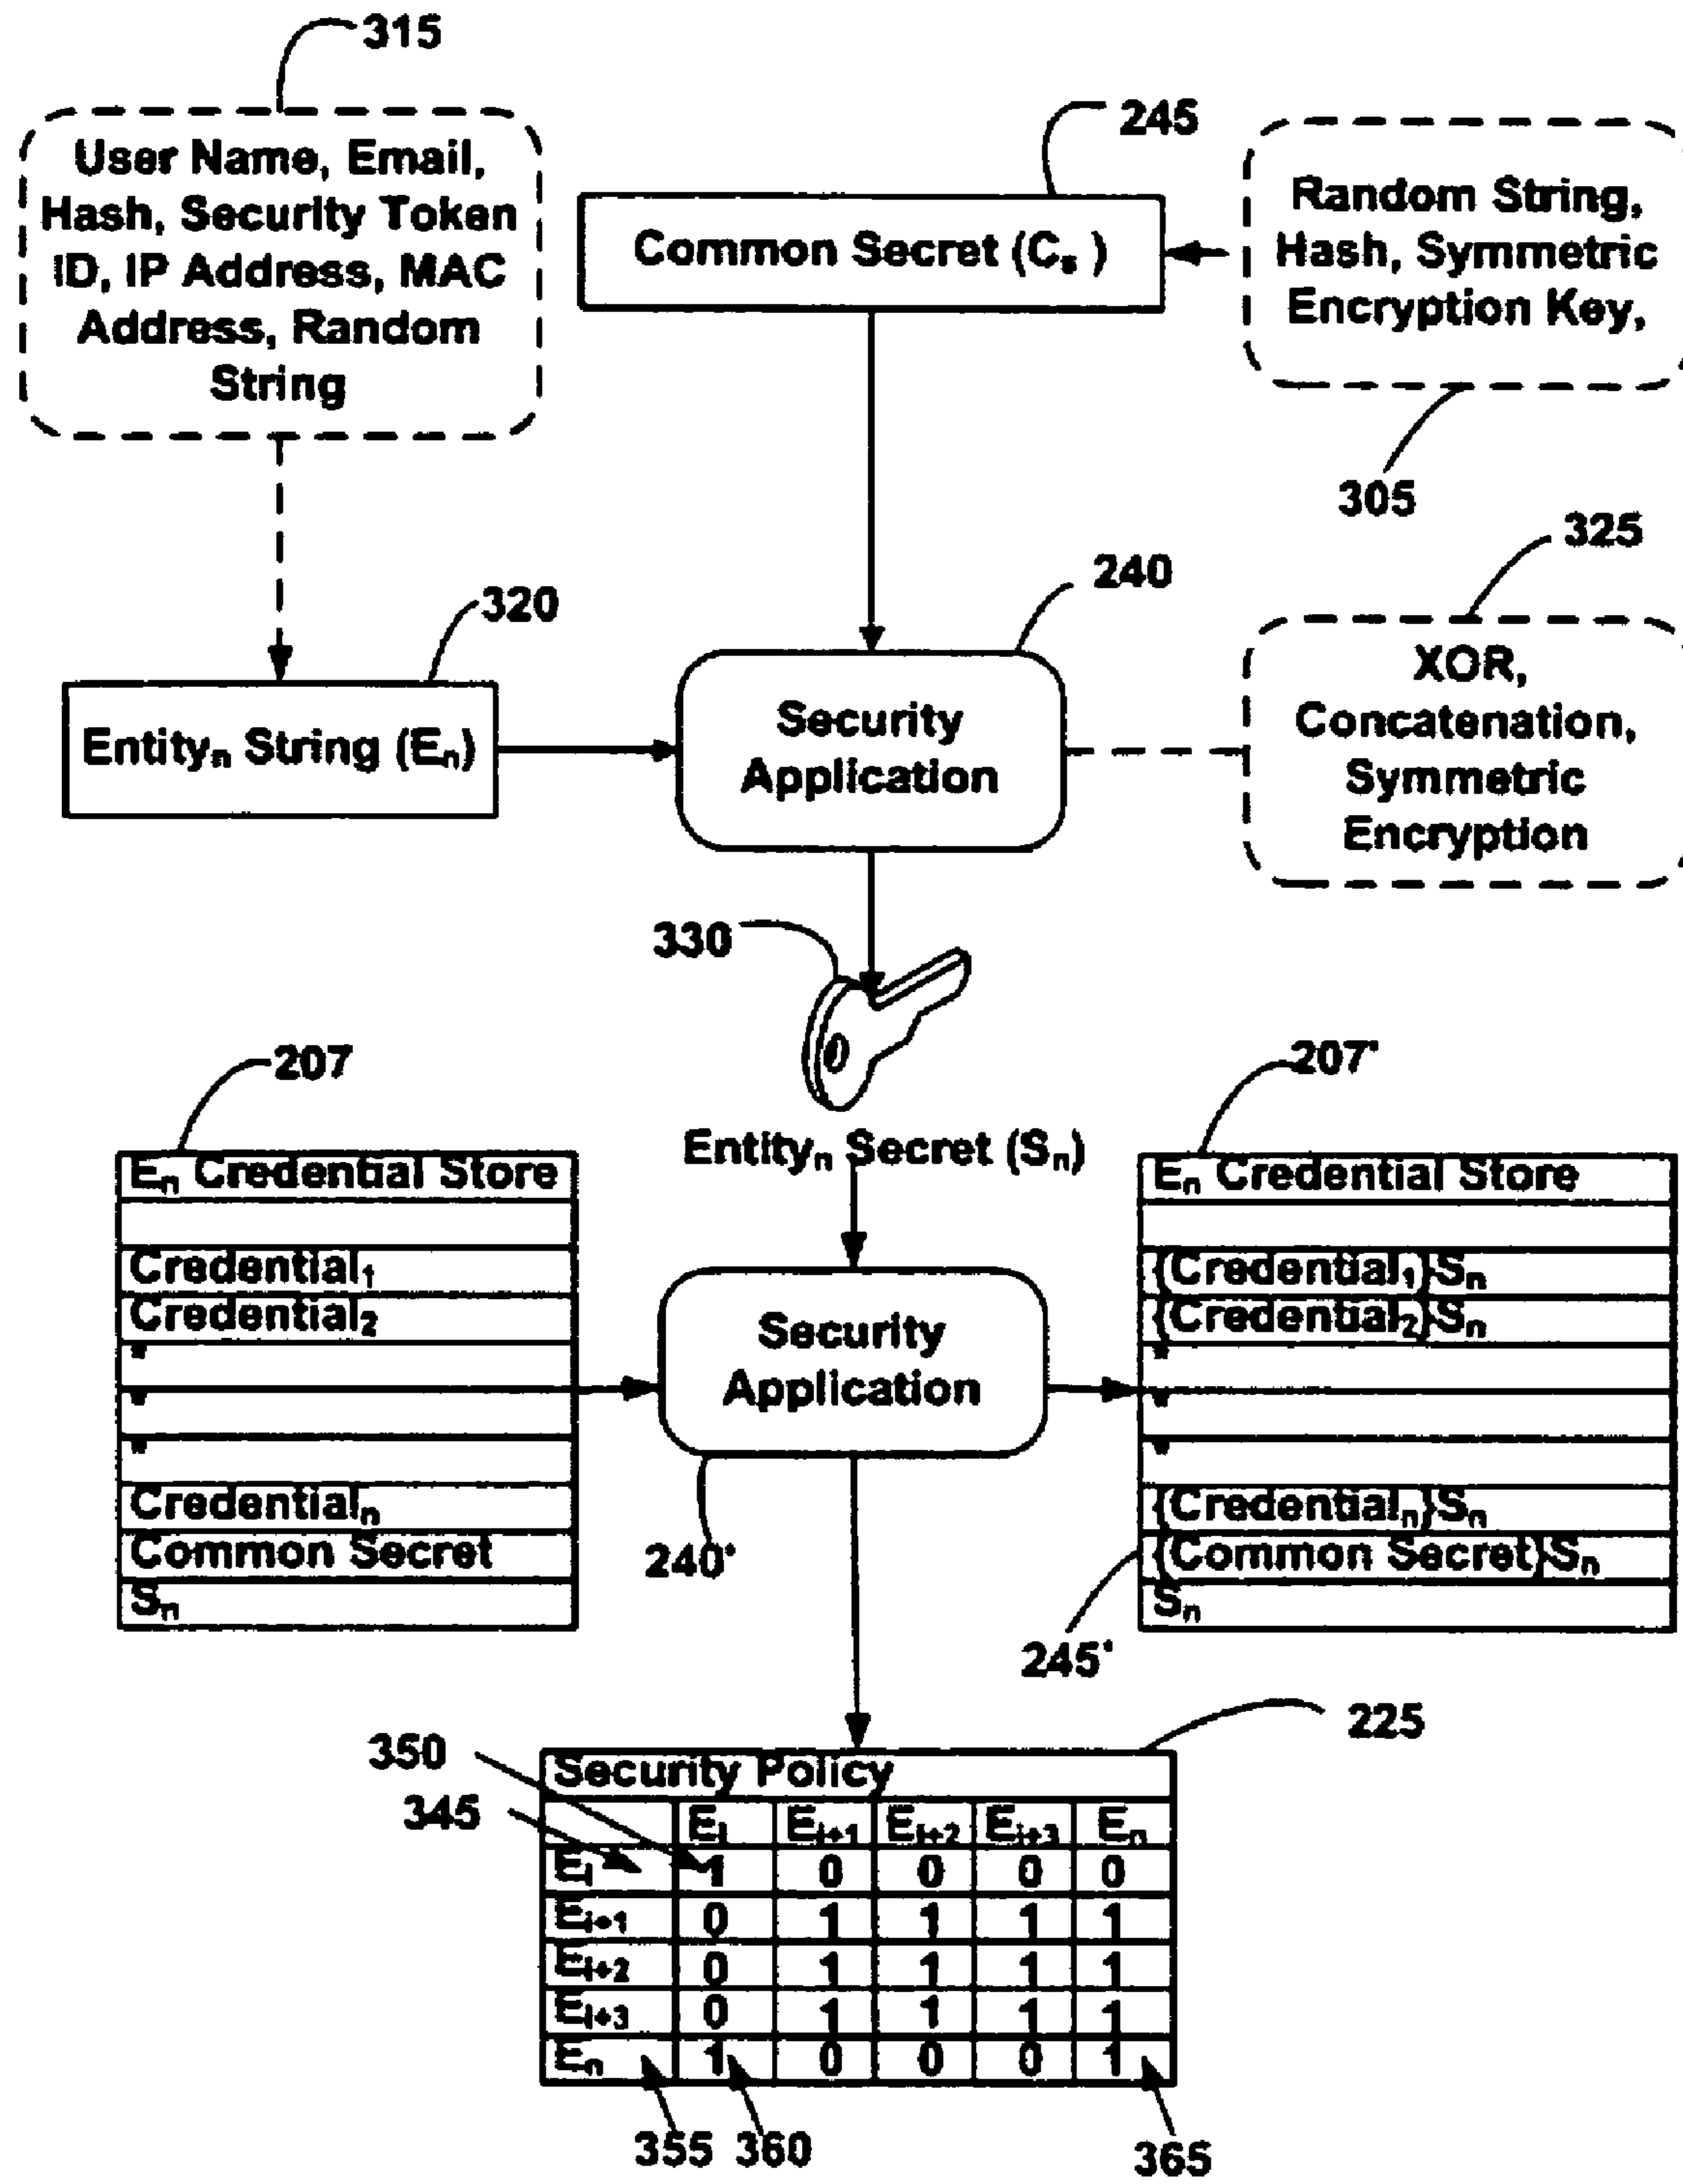 315
User Name, Email,
Hash, Security Token
ID, IP Address, MAC
Address, Random
String
245
Common Secret (Cₛ )
Random String,
Hash, Symmetric
Encryption Key,
305
325
320
240
Entityₙ String (Eₙ)
Security
Application
XOR,
Concatenation,
Symmetric
Encryption
330
Entityₙ Secret (Sₙ)
207
Eₙ Credential Store
Credential₁
Credential₂
"
"
"
Credentialₙ
Common Secret
Sₙ
Security
Application
240'
207'
Eₙ Credential Store
{Credential₁}Sₙ
{Credential₂}Sₙ
"
"
"
{Credentialₙ}Sₙ
{Common Secret}Sₙ
Sₙ
245'
225
350
345
Security Policy
Eᵢ Eᵢ₊₁ Eᵢ₊₂ Eᵢ₊₃ Eₙ
Eᵢ 1 0 0 0 0
Eᵢ₊₁ 0 1 1 1 1
Eᵢ₊₂ 0 1 1 1 1
Eᵢ₊₃ 0 1 1 1 1
Eₙ 1 0 0 0 1
355 360 365